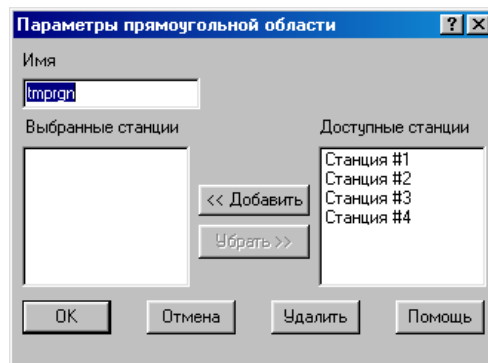 Параметры прямоугольной области
Имя
tmprgn
Выбранные станции
Доступные станции
Станция #1
Станция #2
Станция #3
Станция #4
<< Добавить
Убрать >>
OK
Отмена
Удалить
Помощь